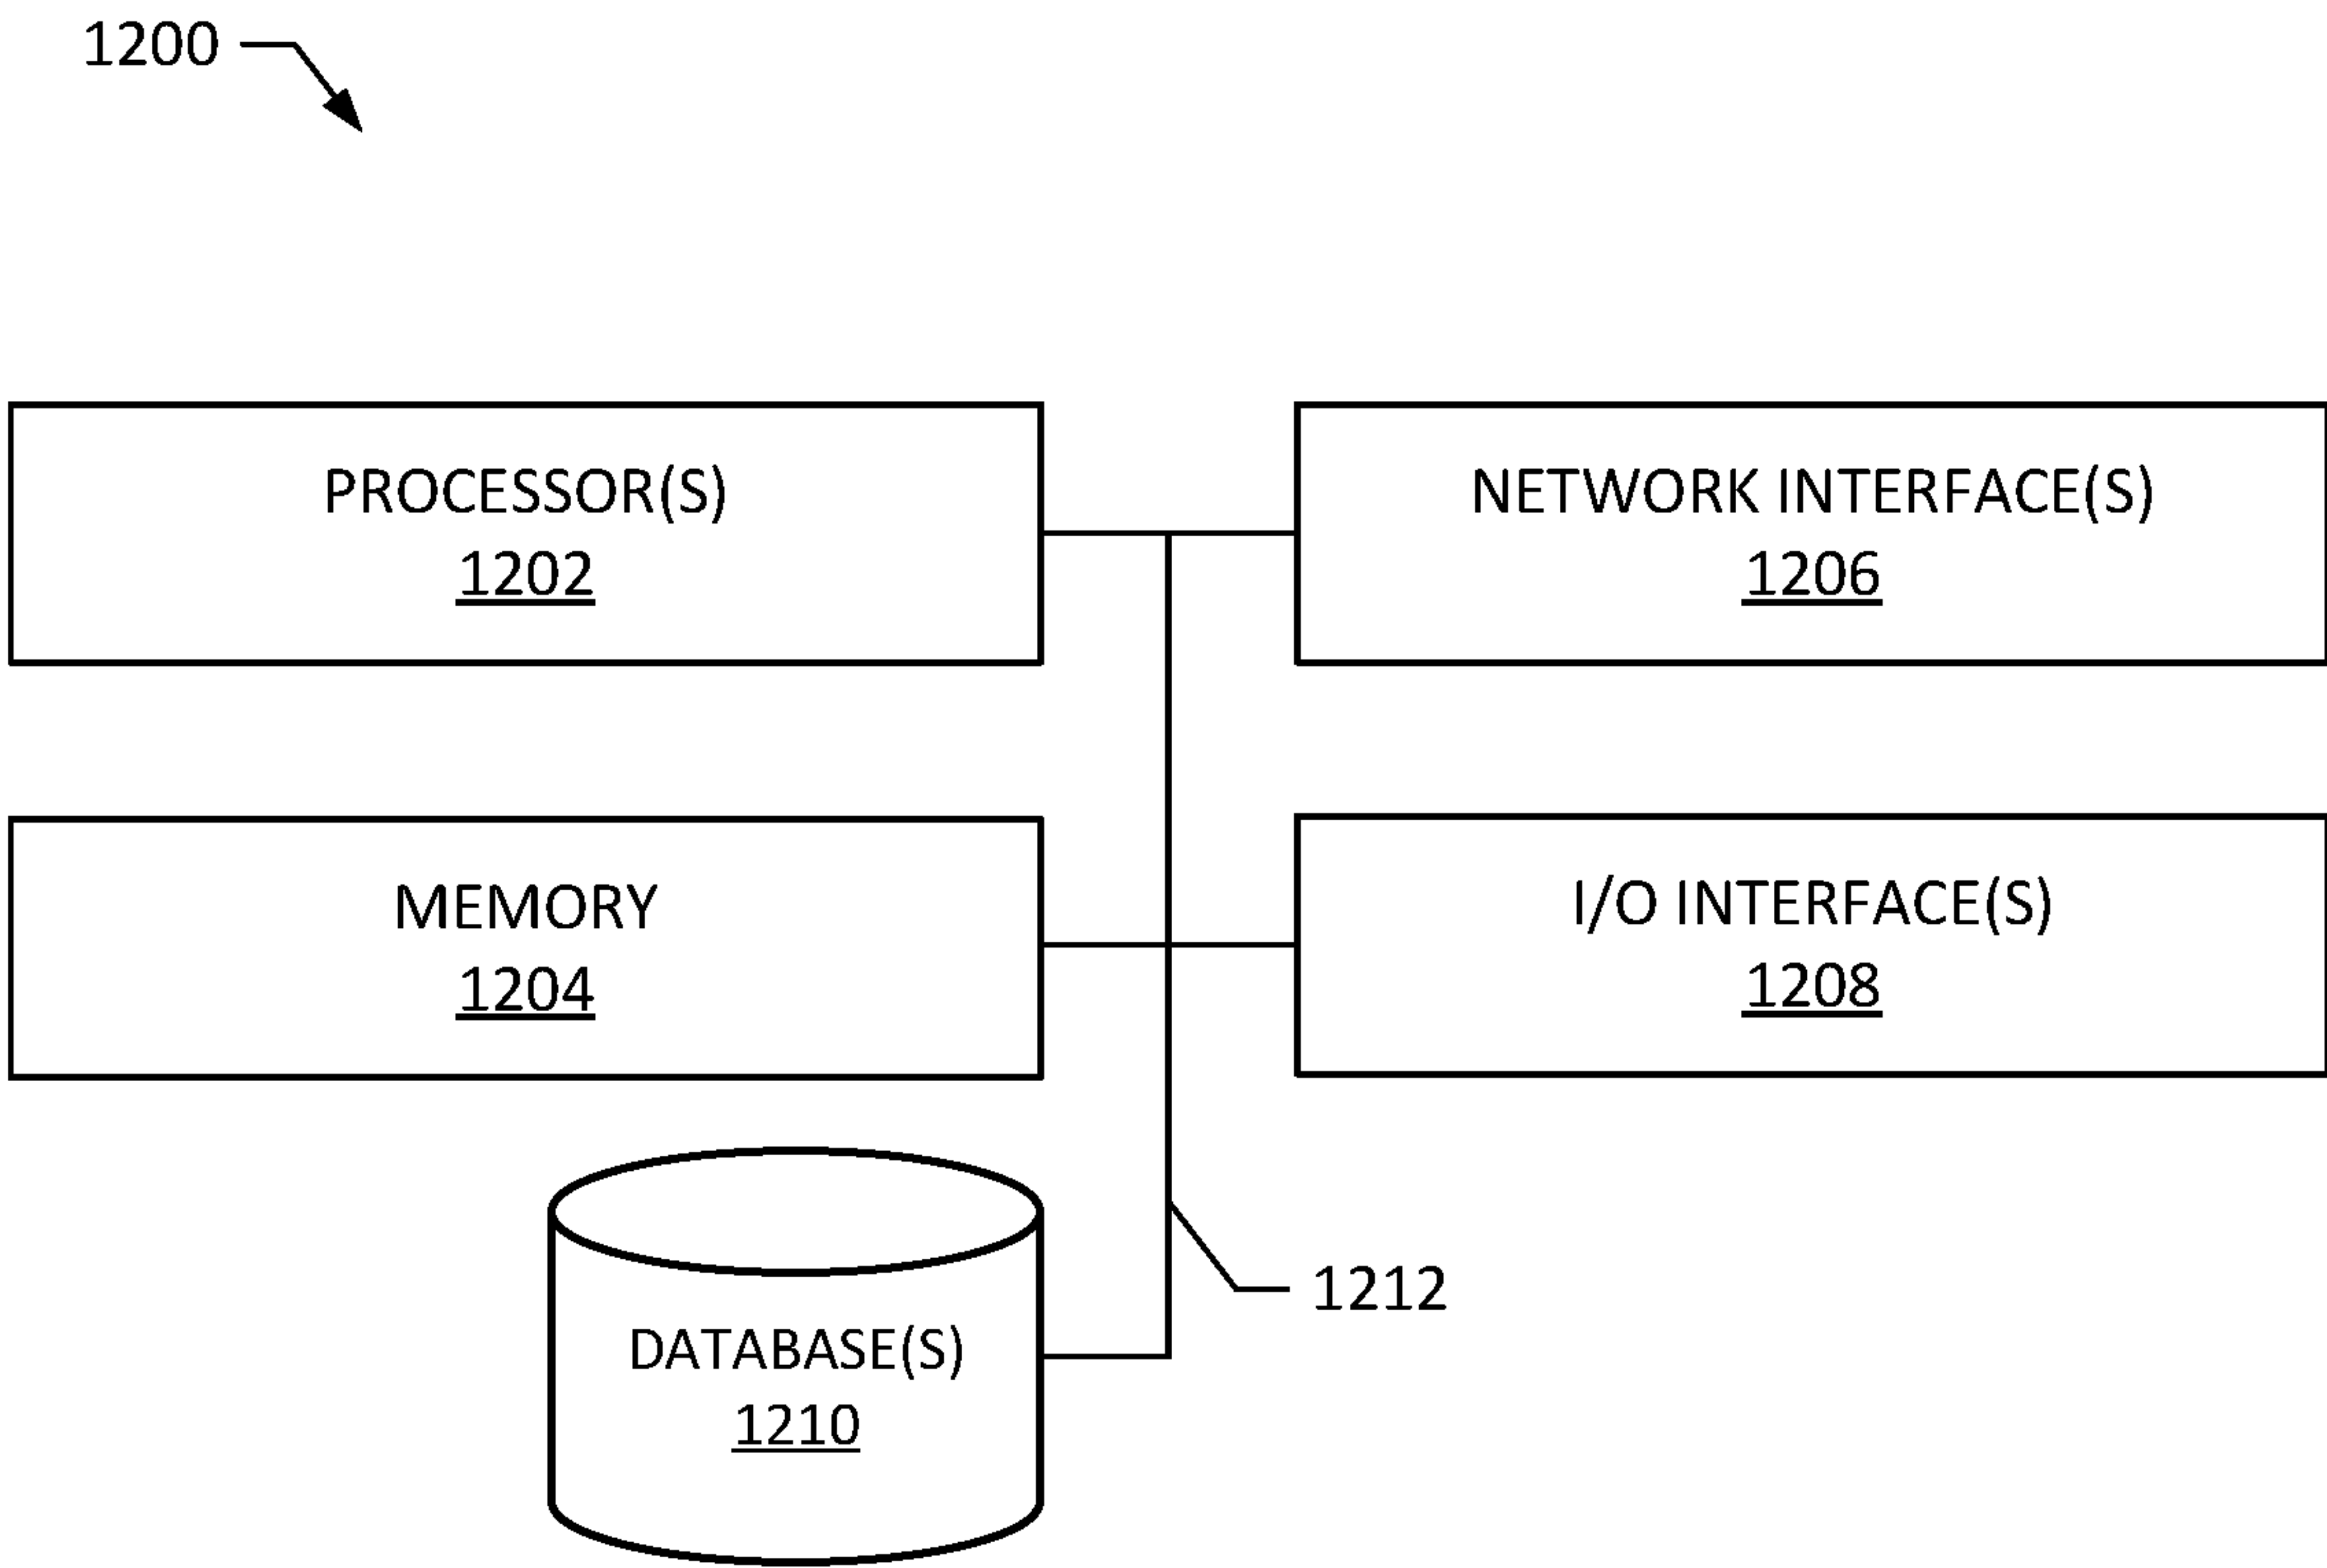 1200
PROCESSOR(S)
1202
NETWORK INTERFACE(S)
1206
MEMORY
1204
I/O INTERFACE(S)
1208
DATABASE(S)
1210
1212